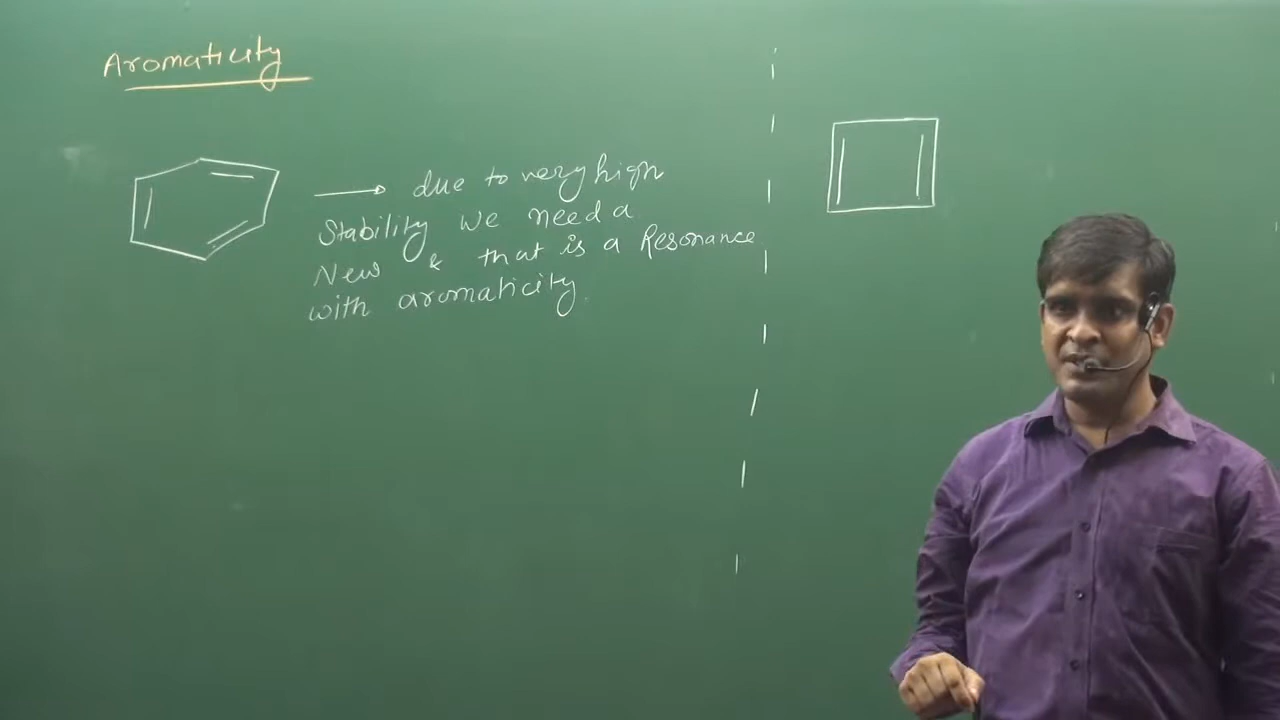 Aromaticity
due to very high
Stability we need a
New & that is a Resonance
with aromaticity.